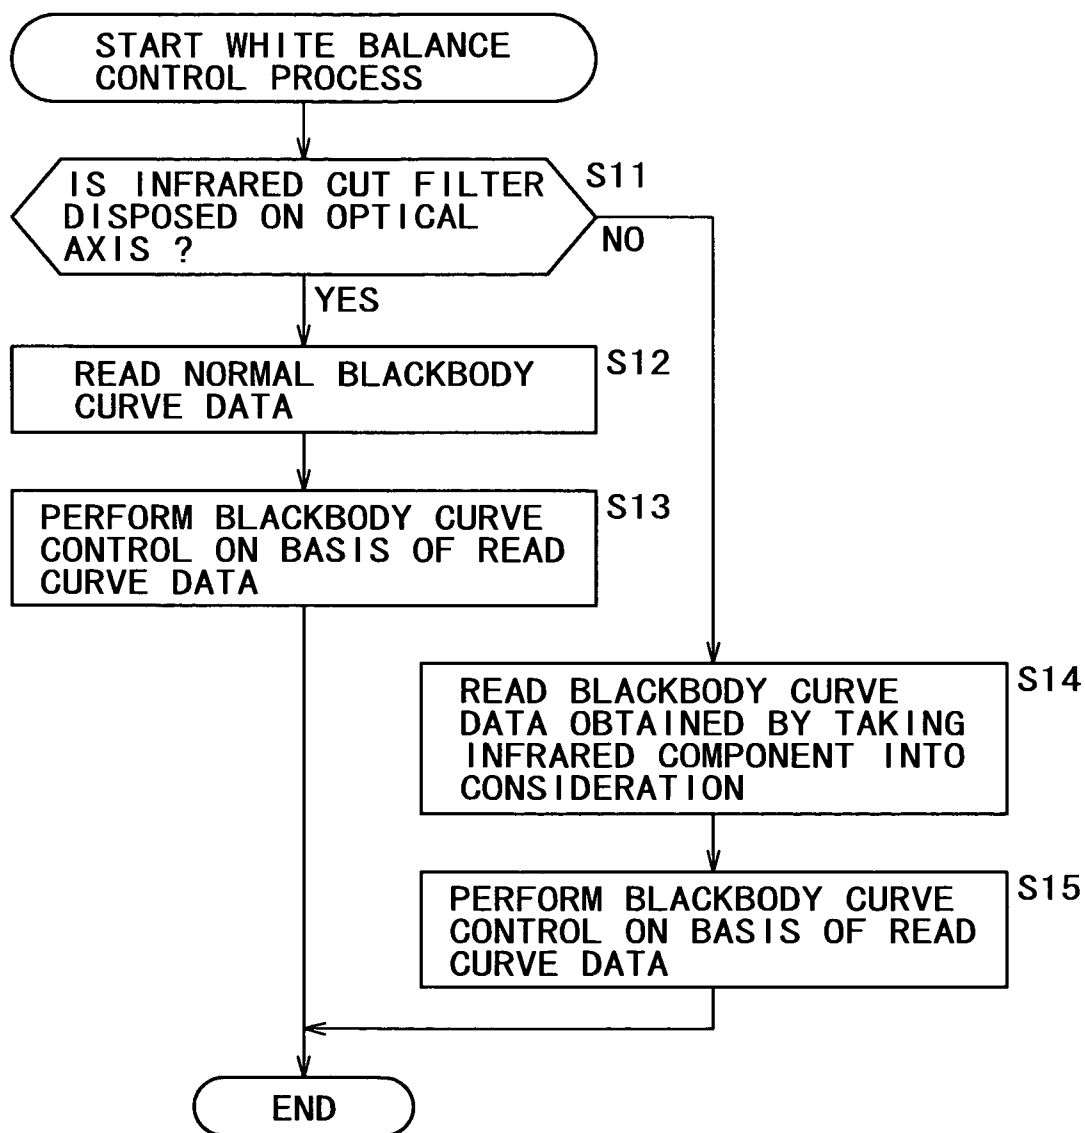 START WHITE BALANCE
CONTROL PROCESS
IS INFRARED CUT FILTER
DISPOSED ON OPTICAL
AXIS ?
S11
NO
YES
READ NORMAL BLACKBODY
CURVE DATA
S12
PERFORM BLACKBODY CURVE
CONTROL ON BASIS OF READ
CURVE DATA
S13
READ BLACKBODY CURVE
DATA OBTAINED BY TAKING
INFRARED COMPONENT INTO
CONSIDERATION
S14
PERFORM BLACKBODY CURVE
CONTROL ON BASIS OF READ
CURVE DATA
S15
END